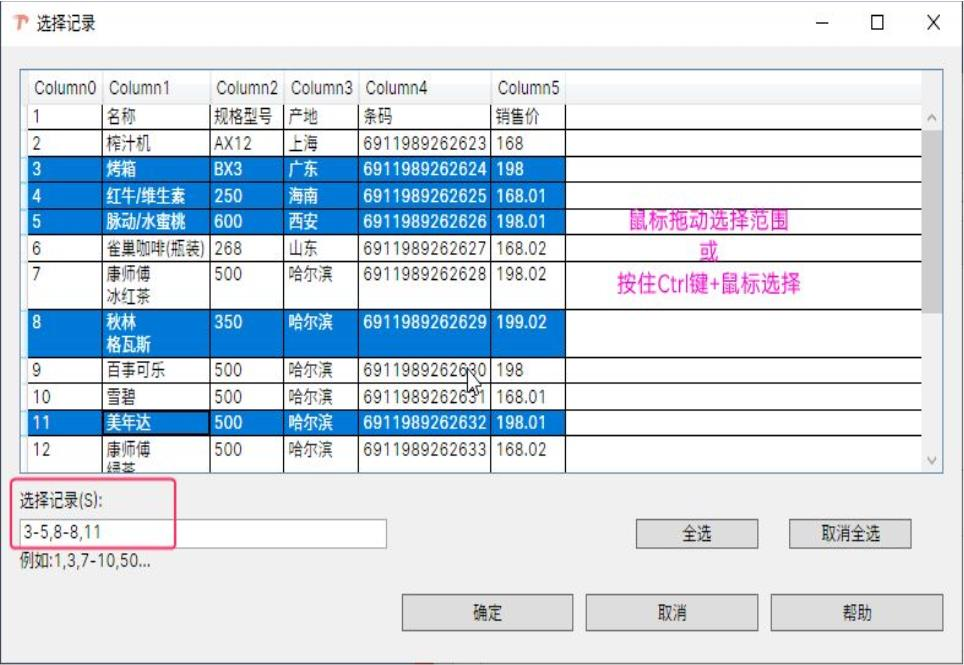 选择记录
Column0 Column1 Column2 Column3 Column4 Column5
1 名称 规格型号 产地 条码 销售价
2 榨汁机 AX12 上海 6911989262623 168
3 烤箱 BX3 广东 6911989262624 198
4 红牛/维生素 250 海南 6911989262625 168.01
5 脉动/水蜜桃 600 西安 6911989262626 198.01
鼠标拖动选择范围
6 雀巢咖啡(瓶装) 268 山东 6911989262627 168.02
或
7 康师傅 500 哈尔滨 6911989262628 198.02
冰红茶
按住Ctrl键+鼠标选择
8 秋林 350 哈尔滨 6911989262629 199.02
格瓦斯
9 百事可乐 500 哈尔滨 6911989262630 198
10 雪碧 500 哈尔滨 6911989262631 168.01
11 美年达 500 哈尔滨 6911989262632 198.01
12 康师傅 500 哈尔滨 6911989262633 168.02
绿茶
选择记录(S):
3-5,8-8,11
全选 取消全选
例如:1,3,7-10,50...
确定 取消 帮助